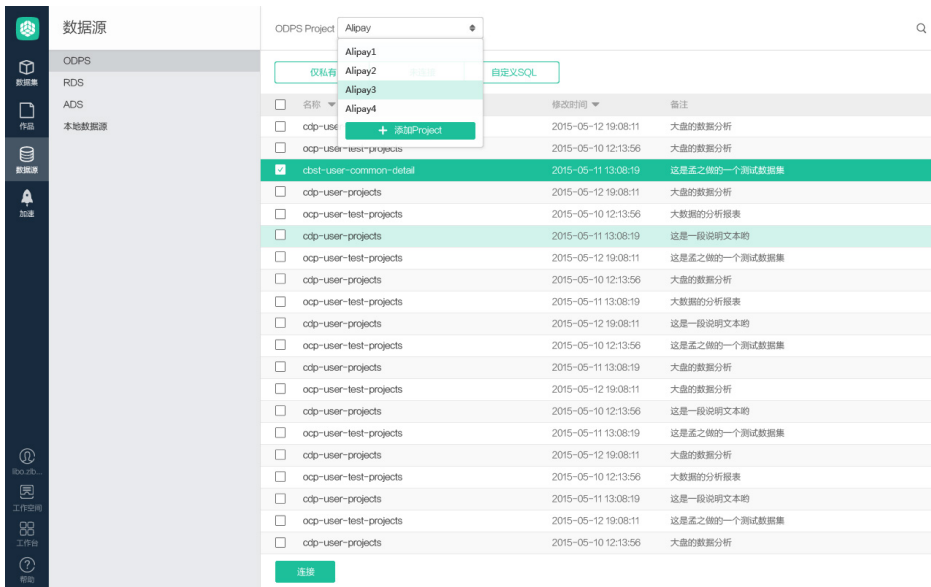 数据源
ODPS Project Alipay
ODPS
RDS
ADS
本地数据源
数据集
作品
数据源
加速
libo.zlb...
工作空间
工作台
帮助
Alipay1
Alipay2
Alipay3
Alipay4
+ 添加Project
仅私有
自定义SQL
名称 修改时间 备注
cdp-use 2015-05-12 19:08:11 大盘的数据分析
ocp-user-test-projects 2015-05-10 12:13:56 大盘的数据分析
cbst-user-common-detail 2015-05-11 13:08:19 这是孟之做的一个测试数据集
cdp-user-projects 2015-05-12 19:08:11 大盘的数据分析
ocp-user-test-projects 2015-05-10 12:13:56 大数据的分析报表
cdp-user-projects 2015-05-11 13:08:19 这是一段说明文本哟
ocp-user-test-projects 2015-05-12 19:08:11 这是孟之做的一个测试数据集
cdp-user-projects 2015-05-10 12:13:56 大盘的数据分析
ocp-user-test-projects 2015-05-11 13:08:19 大数据的分析报表
cdp-user-projects 2015-05-12 19:08:11 这是一段说明文本哟
ocp-user-test-projects 2015-05-10 12:13:56 这是孟之做的一个测试数据集
cdp-user-projects 2015-05-11 13:08:19 大盘的数据分析
ocp-user-test-projects 2015-05-12 19:08:11 大盘的数据分析
cdp-user-projects 2015-05-10 12:13:56 这是一段说明文本哟
ocp-user-test-projects 2015-05-11 13:08:19 这是孟之做的一个测试数据集
cdp-user-projects 2015-05-12 19:08:11 大盘的数据分析
ocp-user-test-projects 2015-05-10 12:13:56 大数据的分析报表
cdp-user-projects 2015-05-11 13:08:19 这是一段说明文本哟
ocp-user-test-projects 2015-05-12 19:08:11 这是孟之做的一个测试数据集
cdp-user-projects 2015-05-10 12:13:56 大盘的数据分析
连接